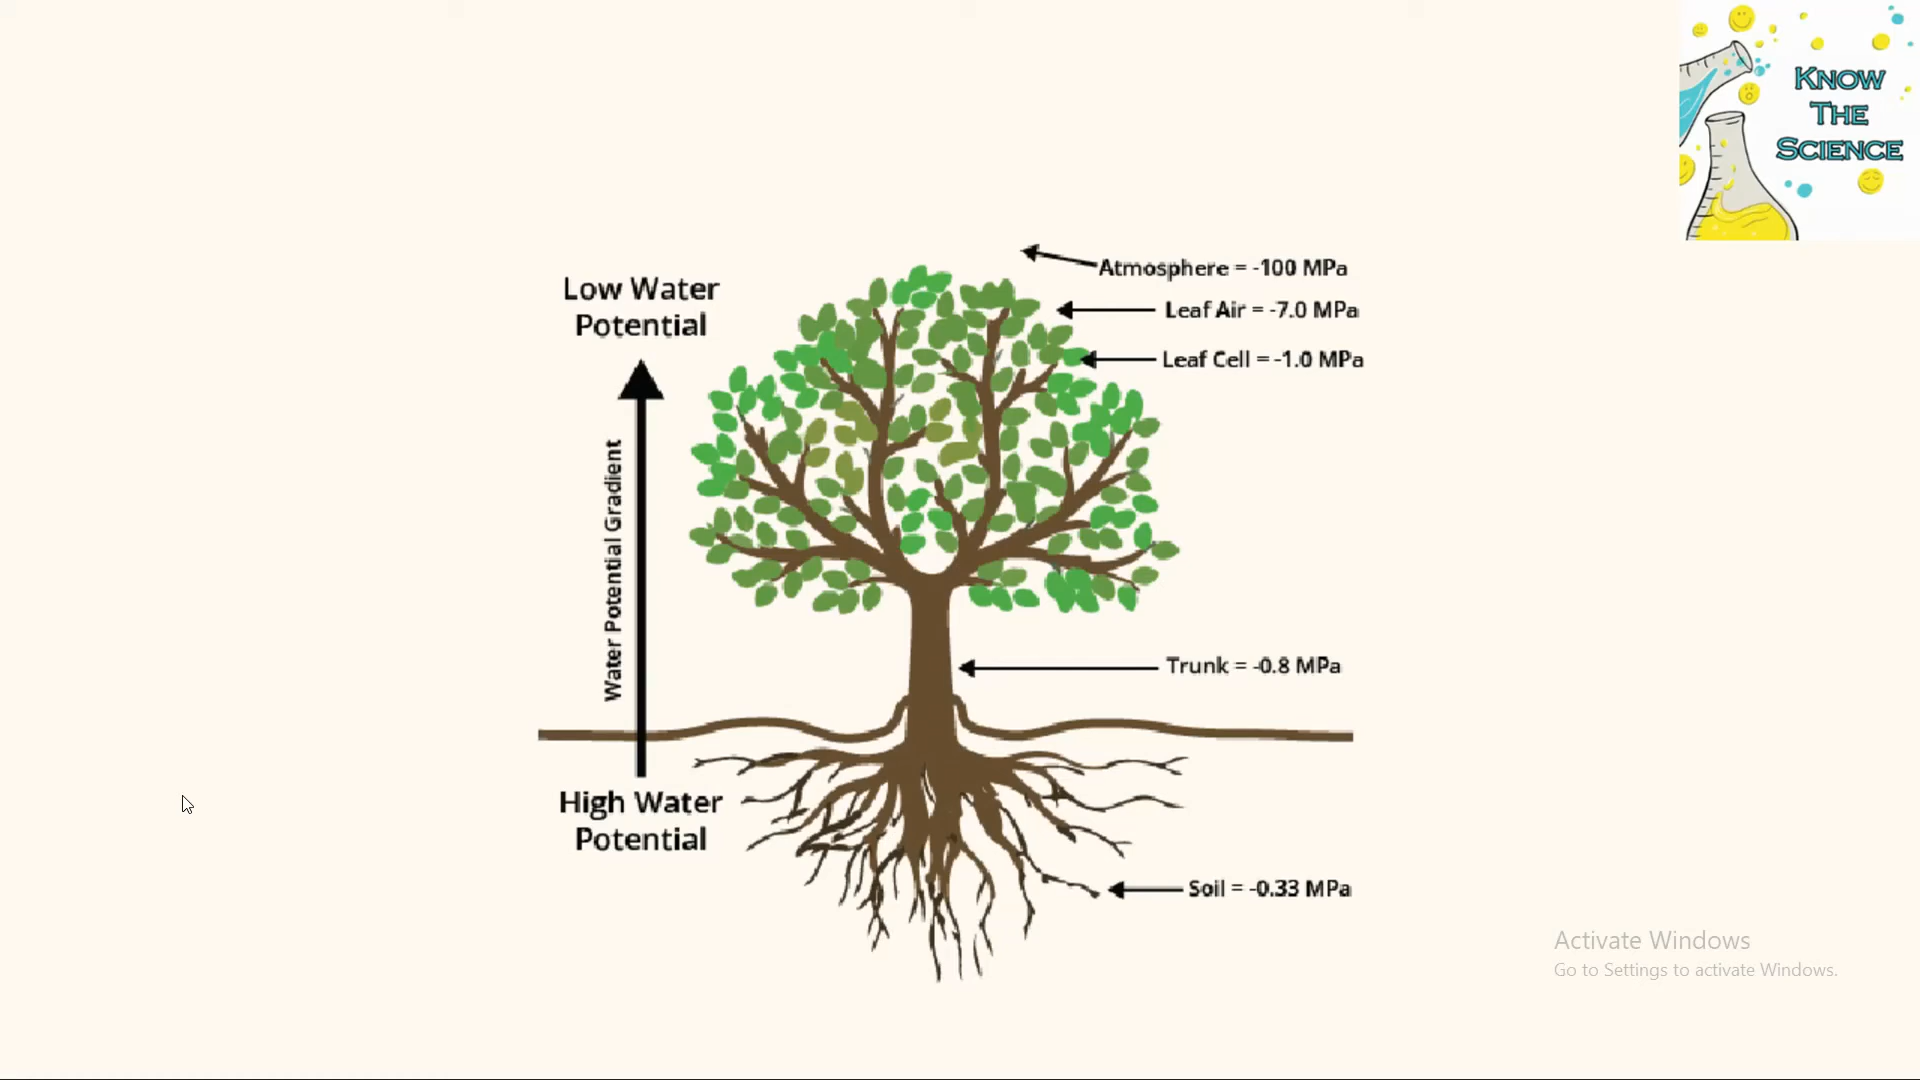 Know
The
Science
Atmosphere = -100 MPa
Low Water
Potential
Leaf Air = -7.0 MPa
Leaf Cell = -1.0 MPa
Water Potential Gradient
Trunk = -0.8 MPa
High Water
Potential
Soil = -0.33 MPa
Activate Windows
Go to Settings to activate Windows.